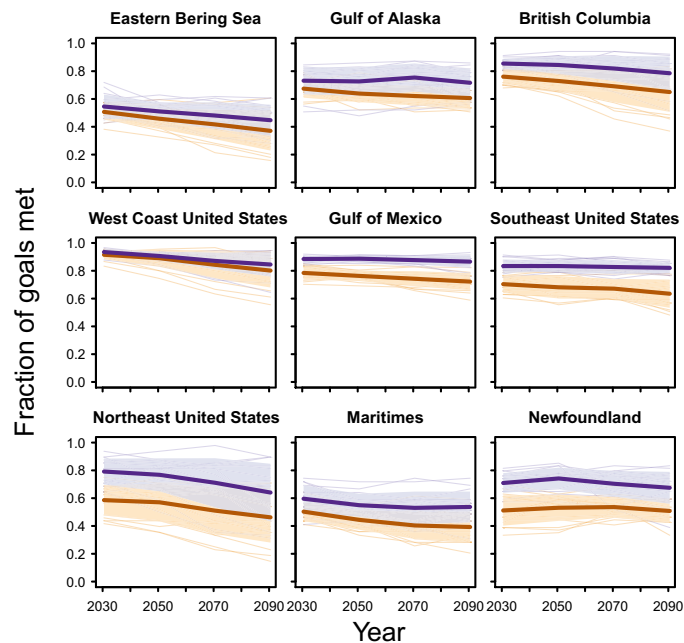 Eastern Bering Sea
Gulf of Alaska
British Columbia
1.0
0.8
0.6
0.4
0.2
0.0
West Coast United States
Gulf of Mexico
Southeast United States
1.0
0.8
0.6
0.4
0.2
0.0
Northeast United States
Maritimes
Newfoundland
1.0
0.8
0.6
0.4
0.2
0.0
2030 2050 2070 2090
2030 2050 2070 2090
2030 2050 2070 2090
Fraction of goals met
Year